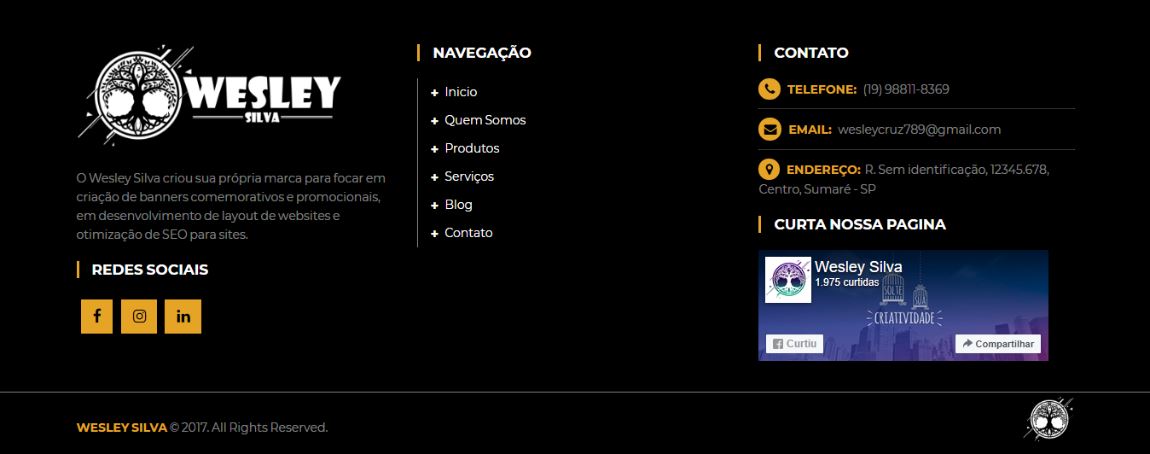 WESLEY
SILVA
O Wesley Silva criou sua própria marca para focar em
criação de banners comemorativos e promocionais,
em desenvolvimento de layout de websites e
otimização de SEO para sites.
REDES SOCIAIS
NAVEGAÇÃO
Inicio
Quem Somos
Produtos
Serviços
Blog
Contato
CONTATO
TELEFONE: (19) 98811-8369
EMAIL: wesleycruz789@gmail.com
ENDEREÇO: R. Sem identificação, 12345.678,
Centro, Sumaré - SP
CURTA NOSSA PAGINA
Wesley Silva
1.975 curtidas
SOLTE
SUA
CRIATIVIDADE
Curtiu
Compartilhar
WESLEY SILVA © 2017. All Rights Reserved.